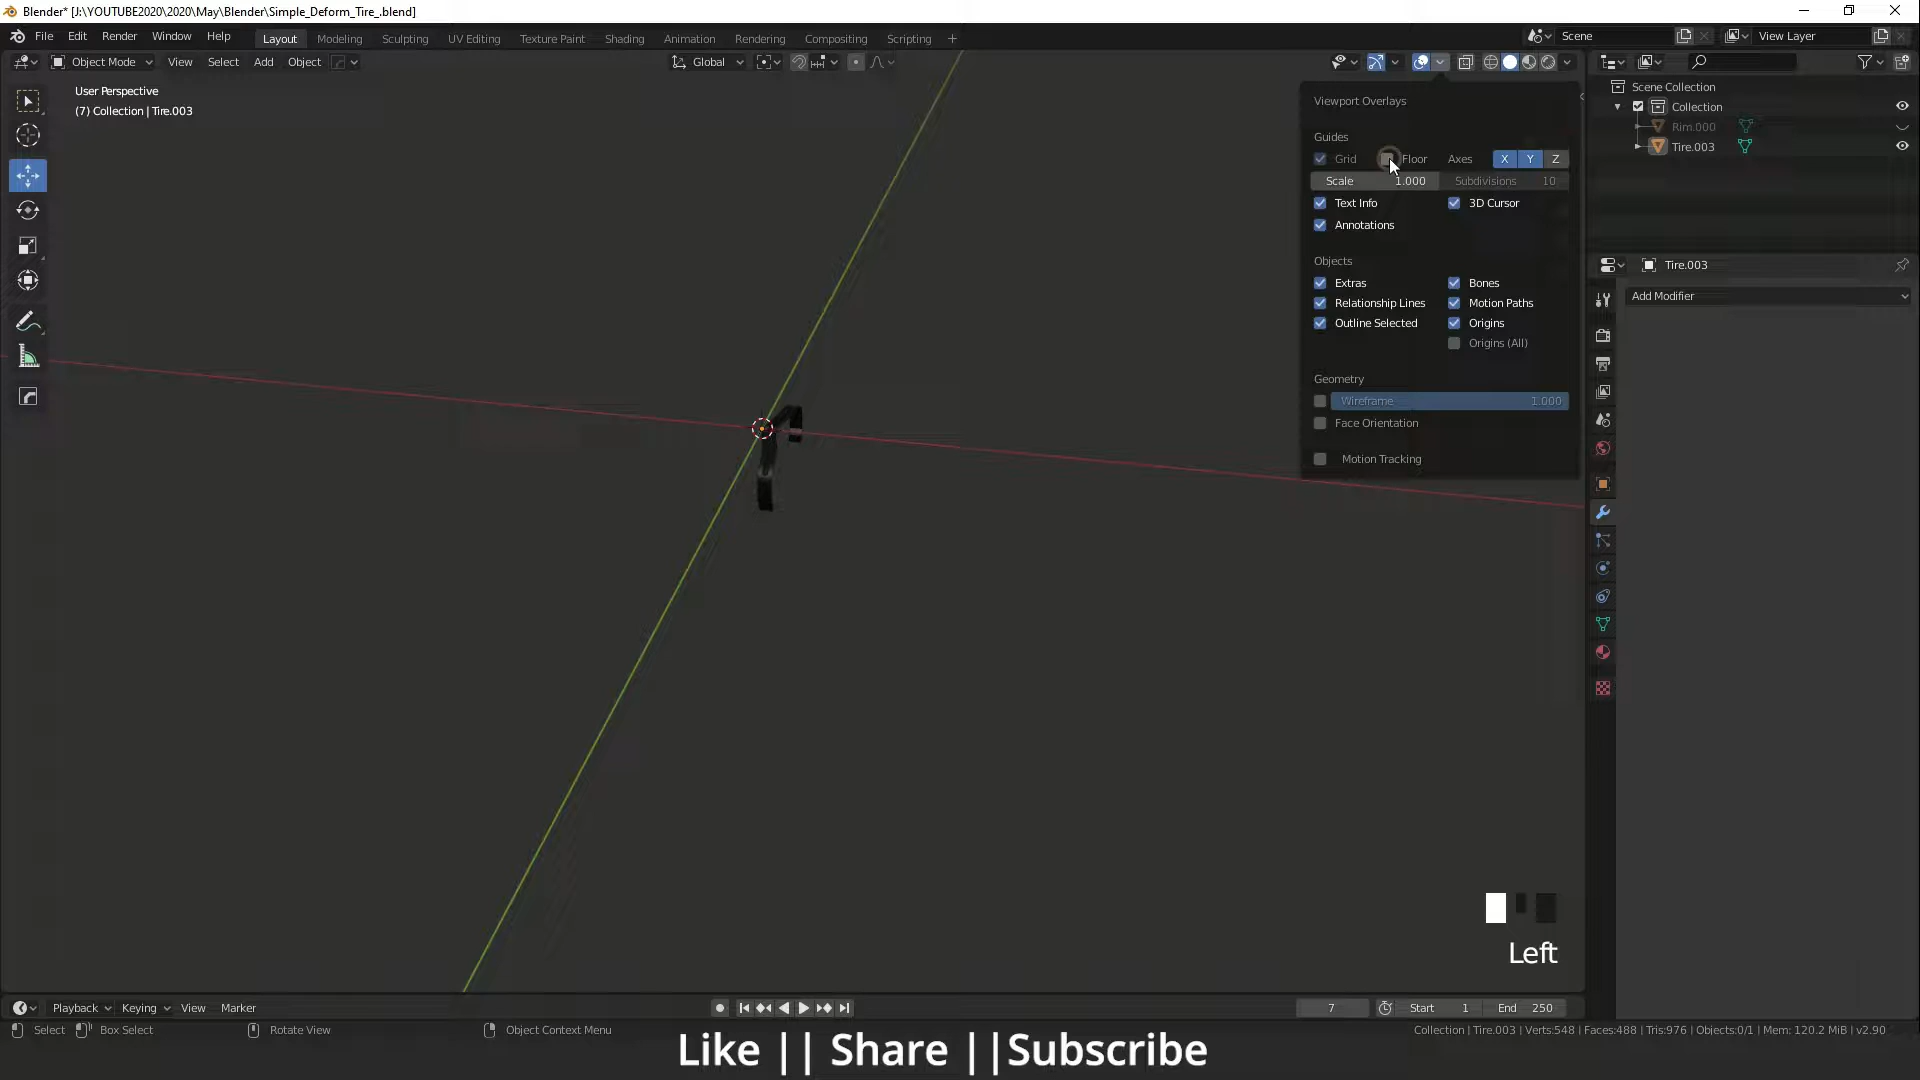 Blender* [J:\YOUTUBE2020\2020\May\Blender\Simple_Deform_Tire_.blend]
File Edit Render Window Help Layout Modeling Sculpting UV Editing Texture Paint Shading Animation Rendering Compositing Scripting + Scene View Layer
Object Mode View Select Add Object Global
User Perspective
(7) Collection | Tire.003
Viewport Overlays
Guides
Grid Floor Axes X Y Z
Scale 1.000 Subdivisions 10
Text Info 3D Cursor
Annotations
Objects
Extras Bones
Relationship Lines Motion Paths
Outline Selected Origins
Origins (All)
Geometry
Wireframe 1.000
Face Orientation
Motion Tracking
Scene Collection
Collection
Rim.000
Tire.003
Tire.003
Add Modifier
Left
Playback Keying View Marker 7 Start 1 End 250
Select Box Select Rotate View Object Context Menu Collection | Tire.003 | Verts:548 | Faces:488 | Tris:976 | Objects:0/1 | Mem: 120.2 MiB | v2.90
Like || Share ||Subscribe